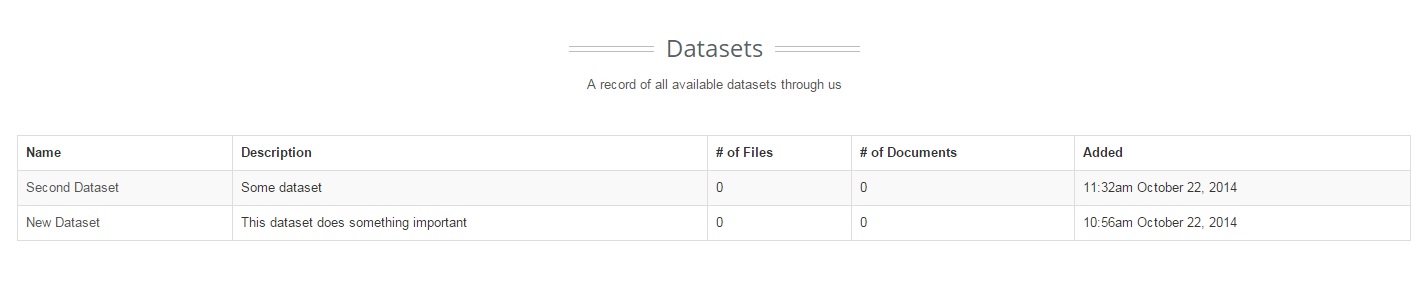 Datasets
A record of all available datasets through us
Name Description # of Files # of Documents Added
Second Dataset Some dataset 0 0 11:32am October 22, 2014
New Dataset This dataset does something important 0 0 10:56am October 22, 2014